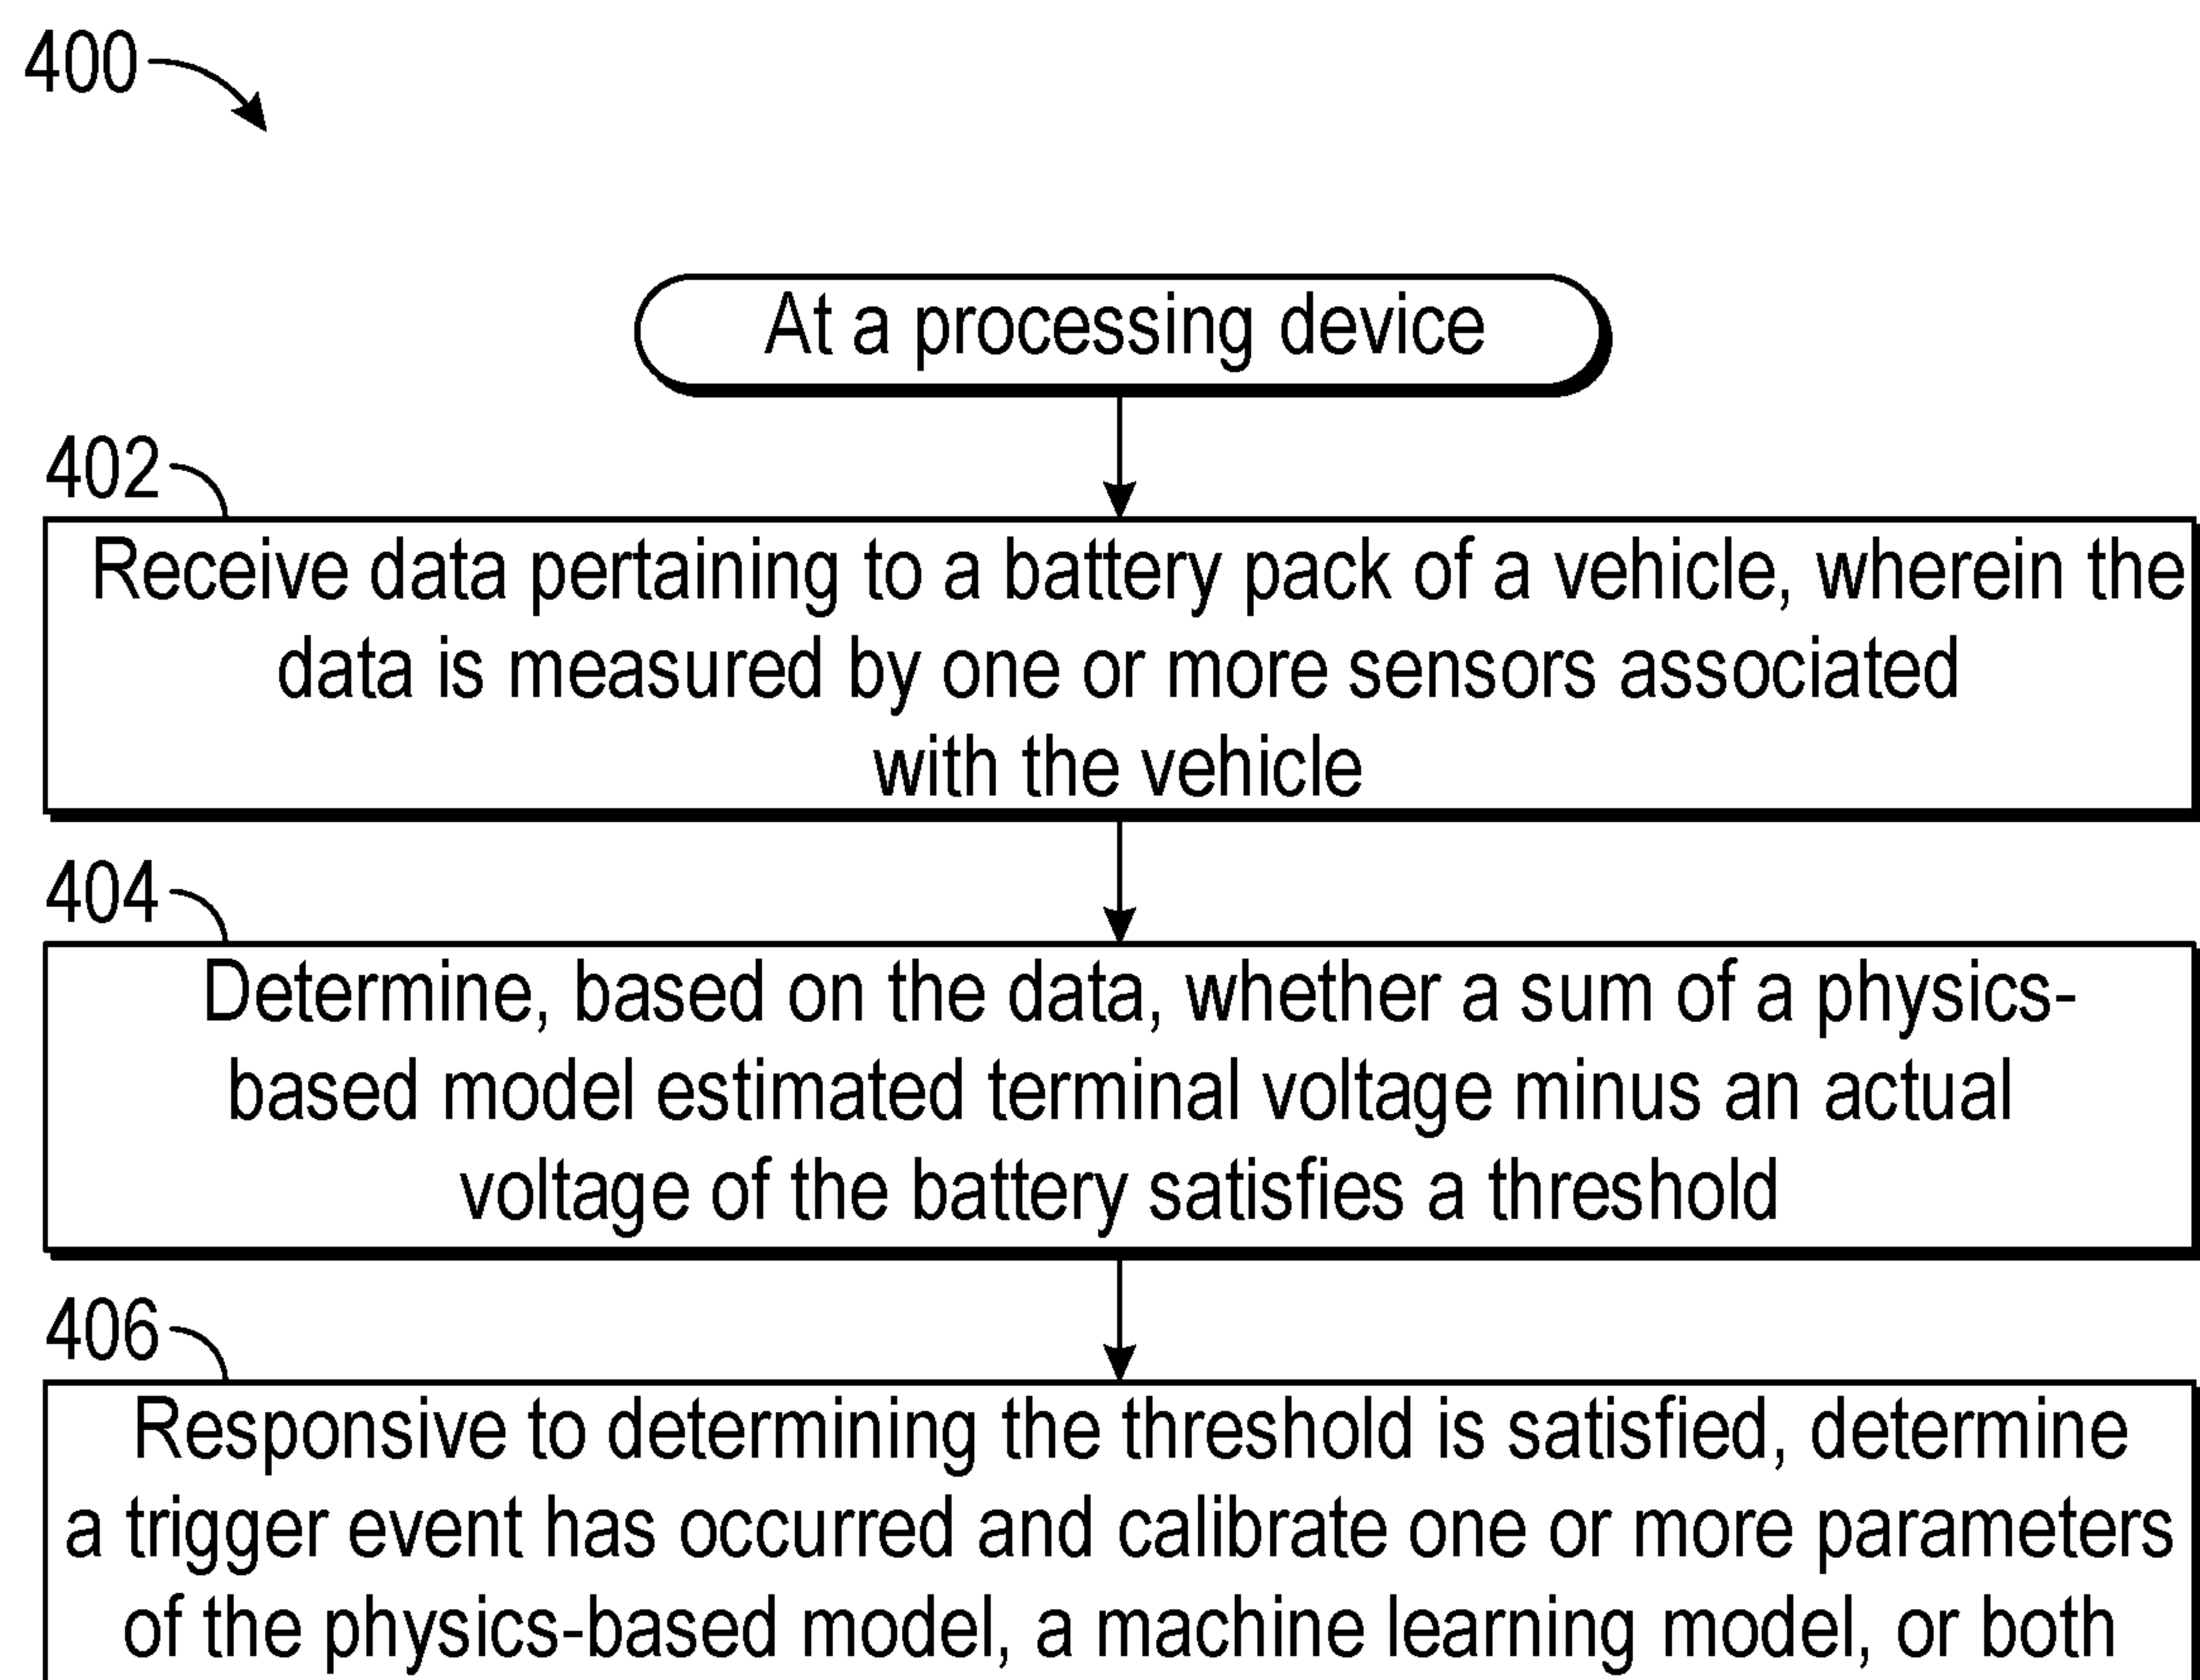 400
At a processing device
402
Receive data pertaining to a battery pack of a vehicle, wherein the
data is measured by one or more sensors associated
with the vehicle
404
Determine, based on the data, whether a sum of a physics-
based model estimated terminal voltage minus an actual
voltage of the battery satisfies a threshold
406
Responsive to determining the threshold is satisfied, determine
a trigger event has occurred and calibrate one or more parameters
of the physics-based model, a machine learning model, or both